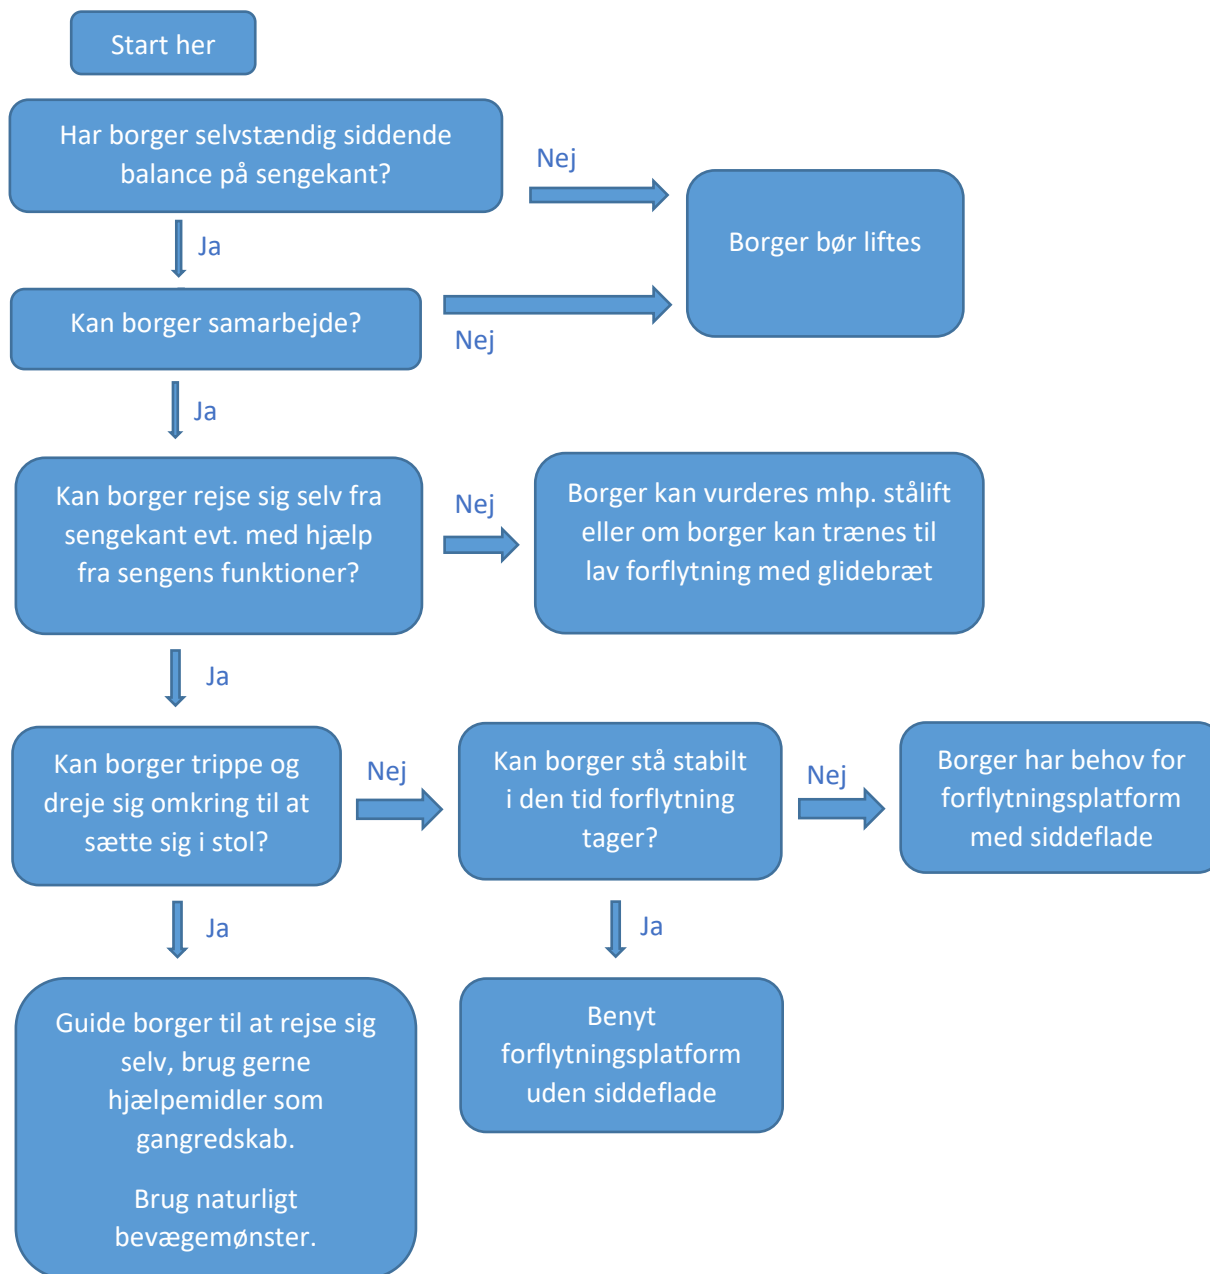 Start her
Har borger selvstændig siddende
balance på sengekant?
Nej
Borger bør liftes
Ja
Kan borger samarbejde?
Nej
Ja
Kan borger rejse sig selv fra
sengekant evt. med hjælp
fra sengens funktioner?
Nej
Borger kan vurderes mhp. stålift
eller om borger kan trænes til
lav forflytning med glidebræt
Ja
Kan borger trippe og
dreje sig omkring til at
sætte sig i stol?
Nej
Kan borger stå stabilt
i den tid forflytning
tager?
Nej
Borger har behov for
forflytningsplatform
med siddeflade
Ja
Ja
Guide borger til at rejse sig
selv, brug gerne
hjælpemidler som
gangredskab.
Brug naturligt
bevægemønster.
Benyt
forflytningsplatform
uden siddeflade